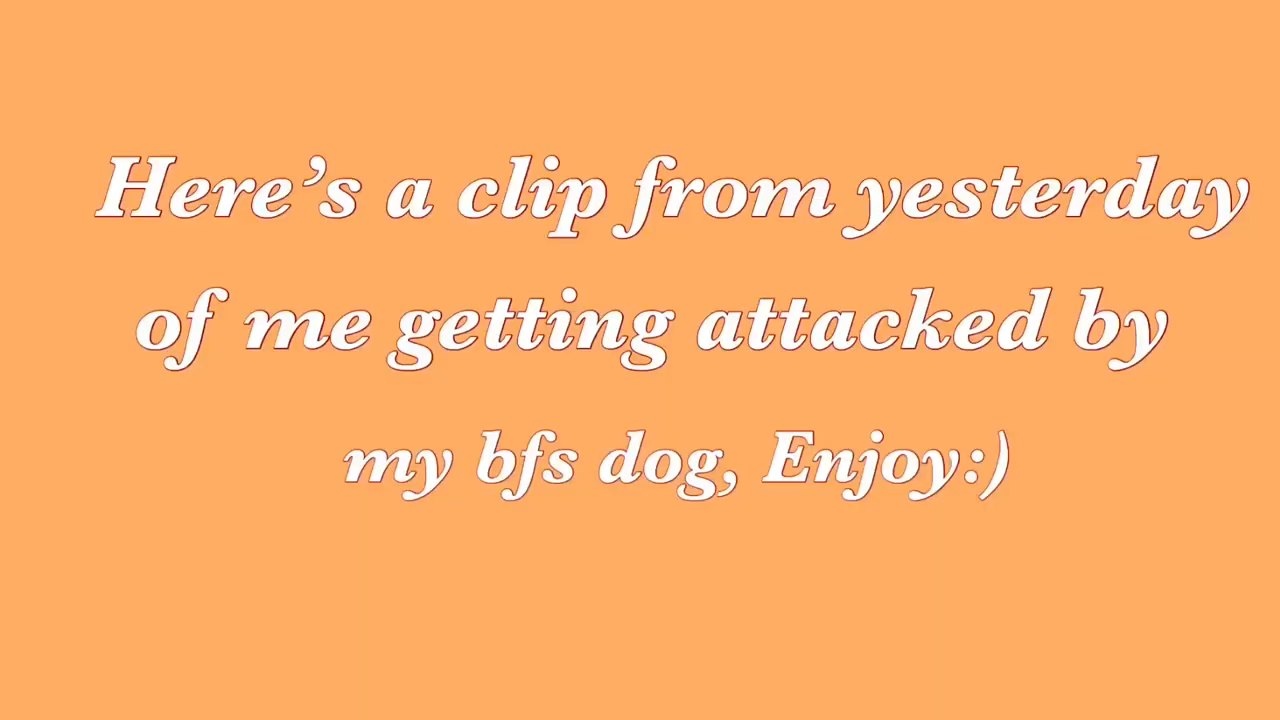 Here’s a clip from yesterday
of me getting attacked by
my bfs dog, Enjoy:)